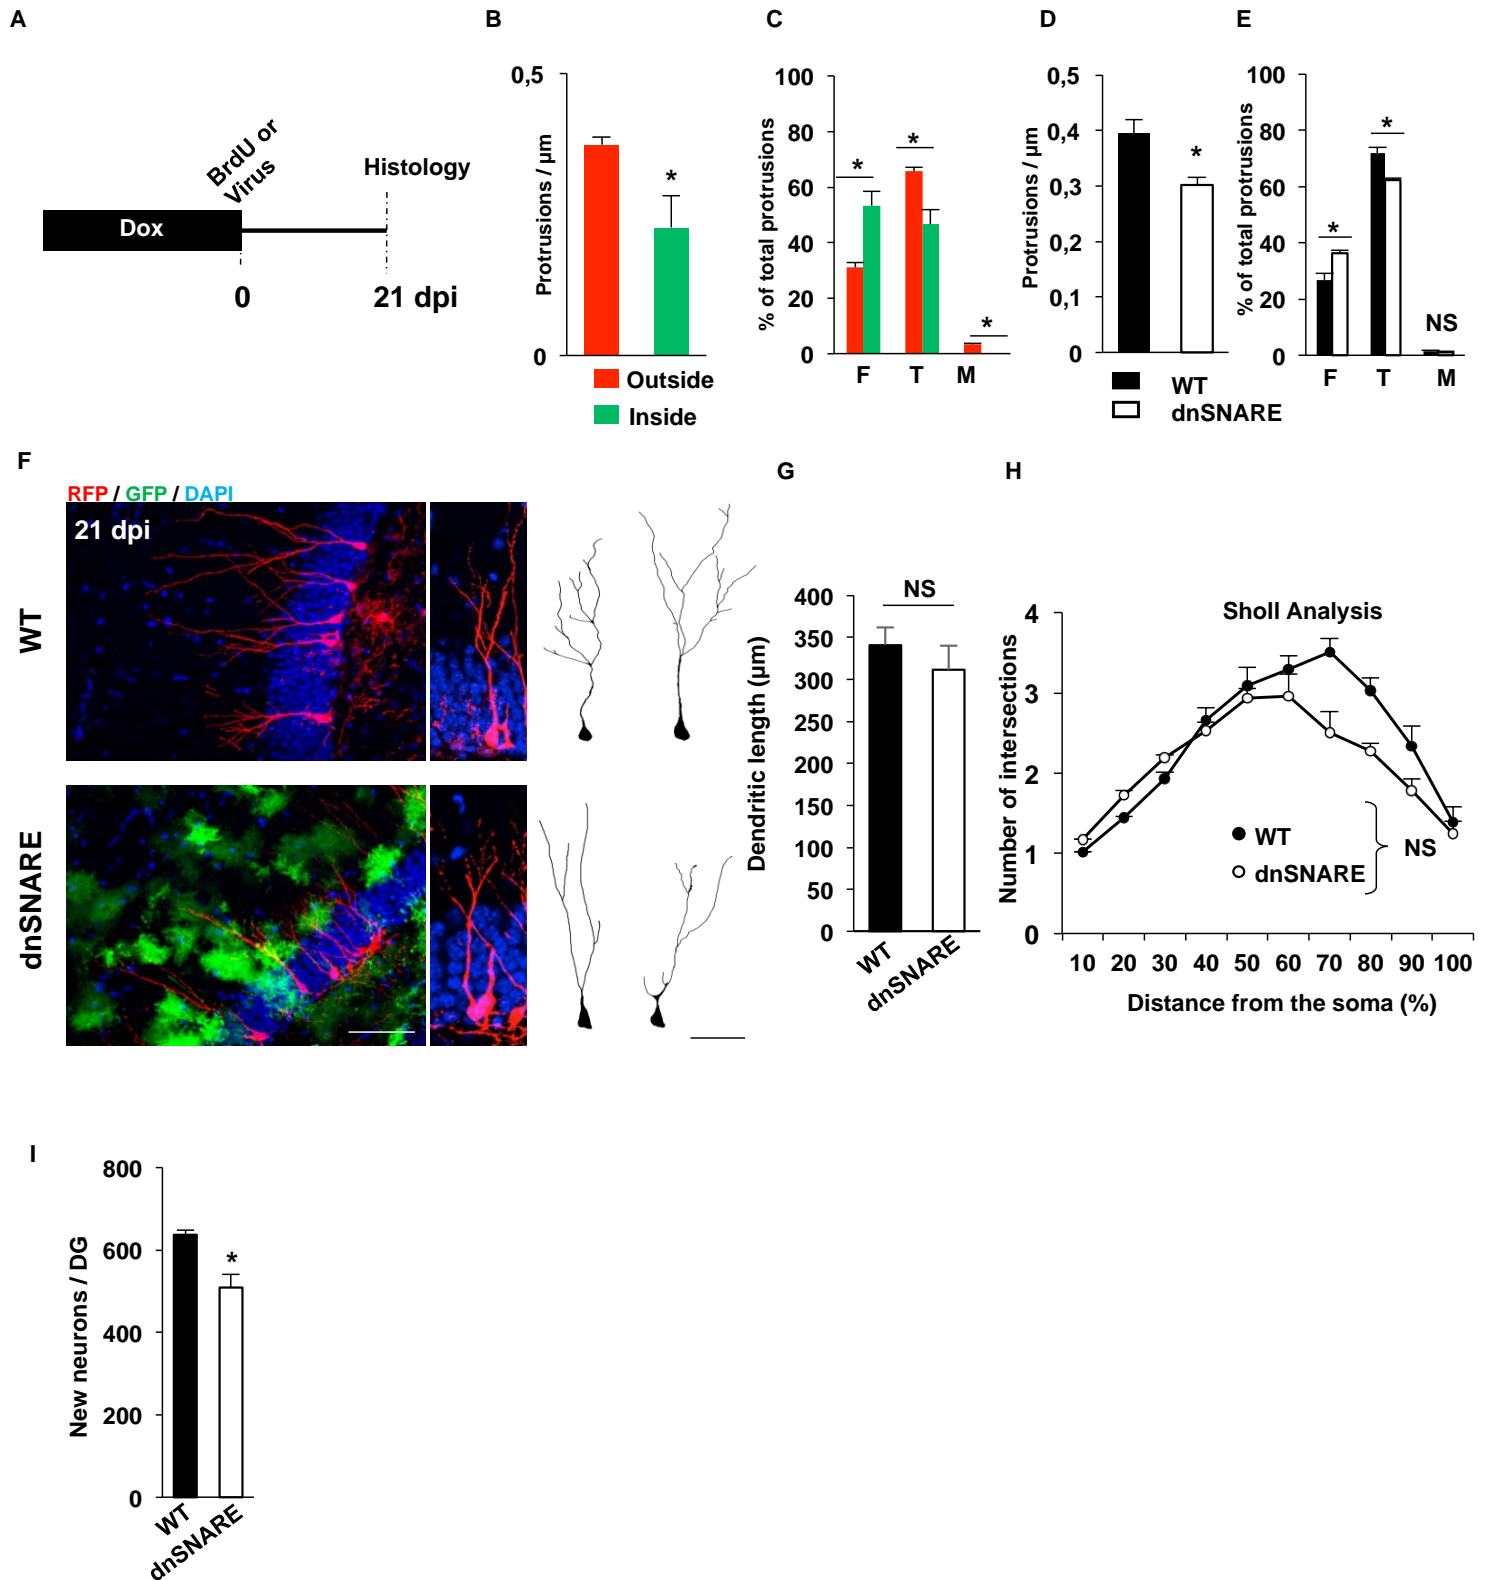 A
BrdU or
Virus
Histology
Dox
0
21 dpi
B
0,5
Protrusions / µm
*
0
Outside
Inside
C
100
80
60
40
20
0
% of total protrusions
*
*
*
F T M
D
0,5
0,4
0,3
0,2
0,1
0
Protrusions / µm
*
WT
dnSNARE
E
100
80
60
40
20
0
% of total protrusions
*
*
NS
F T M
F
RFP / GFP / DAPI
21 dpi
WT
dnSNARE
G
NS
400
350
300
250
200
150
100
50
0
Dendritic length (µm)
WT
dnSNARE
H
Sholl Analysis
4
3
2
1
0
Number of intersections
WT
dnSNARE
NS
10 20 30 40 50 60 70 80 90 100
Distance from the soma (%)
I
800
600
400
200
0
New neurons / DG
*
WT
dnSNARE